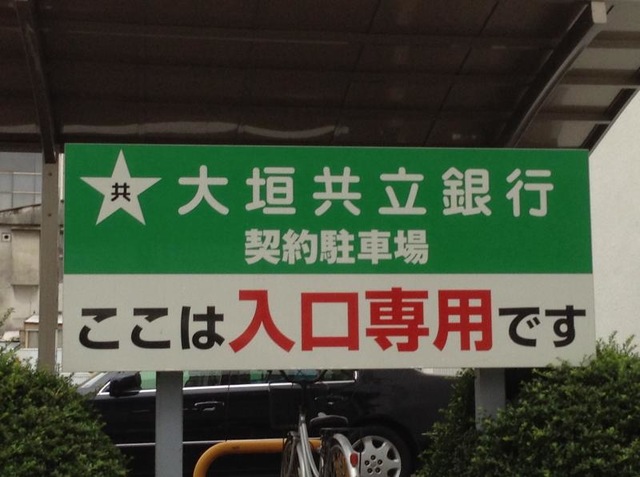 共 大垣共立銀行
契約駐車場
ここは入口専用です